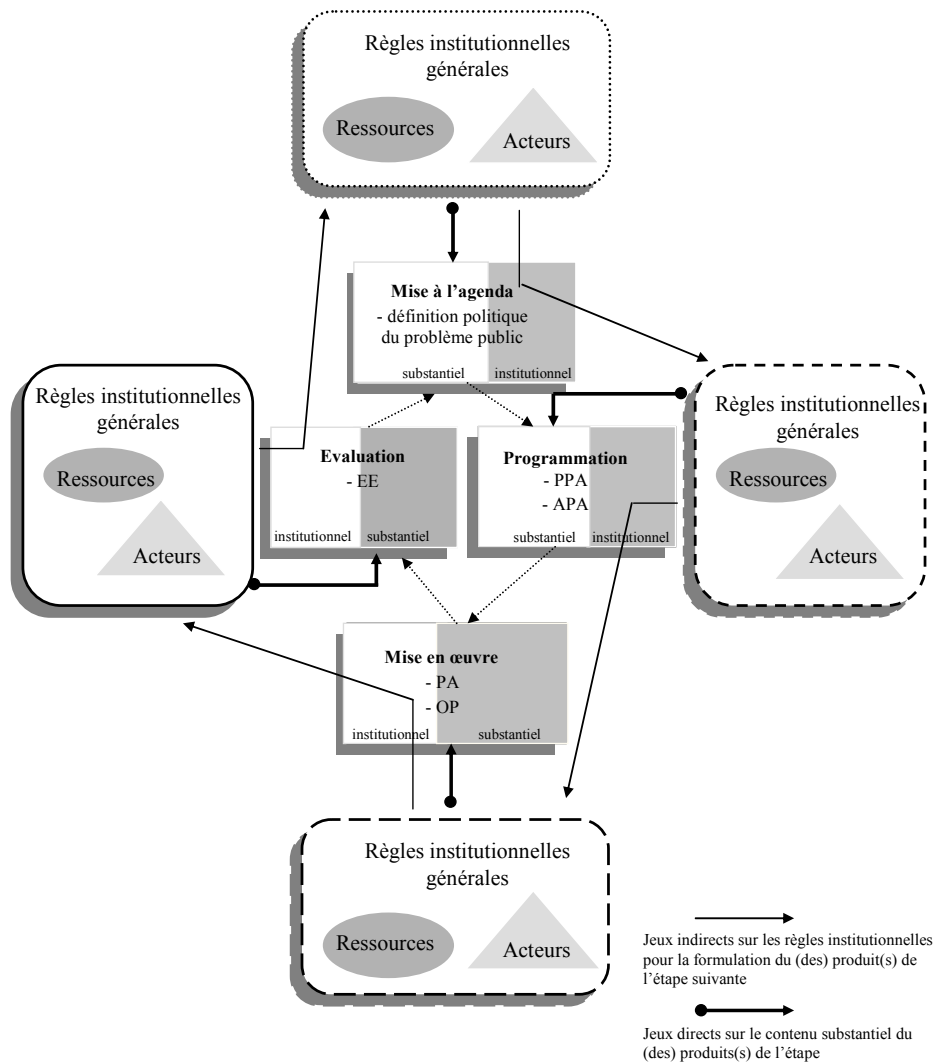 Règles institutionnelles
générales
Ressources
Acteurs
Mise à l’agenda
- définition politique
du problème public
substantiel
institutionnel
Règles institutionnelles
générales
Ressources
Acteurs
Evaluation
- EE
institutionnel
substantiel
Programmation
- PPA
- APA
substantiel
institutionnel
Règles institutionnelles
générales
Ressources
Acteurs
Mise en œuvre
- PA
- OP
institutionnel
substantiel
Règles institutionnelles
générales
Ressources
Acteurs
Jeux indirects sur les règles institutionnelles
pour la formulation du (des) produit(s) de
l’étape suivante
Jeux directs sur le contenu substantiel du
(des) produits(s) de l’étape